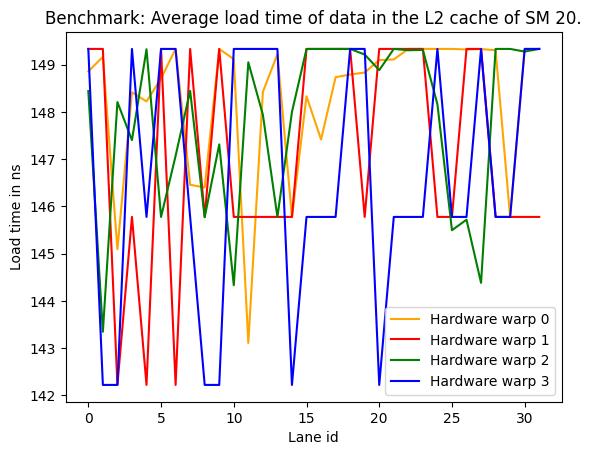 Benchmark: Average load time of data in the L2 cache of SM 20.
Load time in ns
149
148
147
146
145
144
143
142
Hardware warp 0
Hardware warp 1
Hardware warp 2
Hardware warp 3
0 5 10 15 20 25 30
Lane id